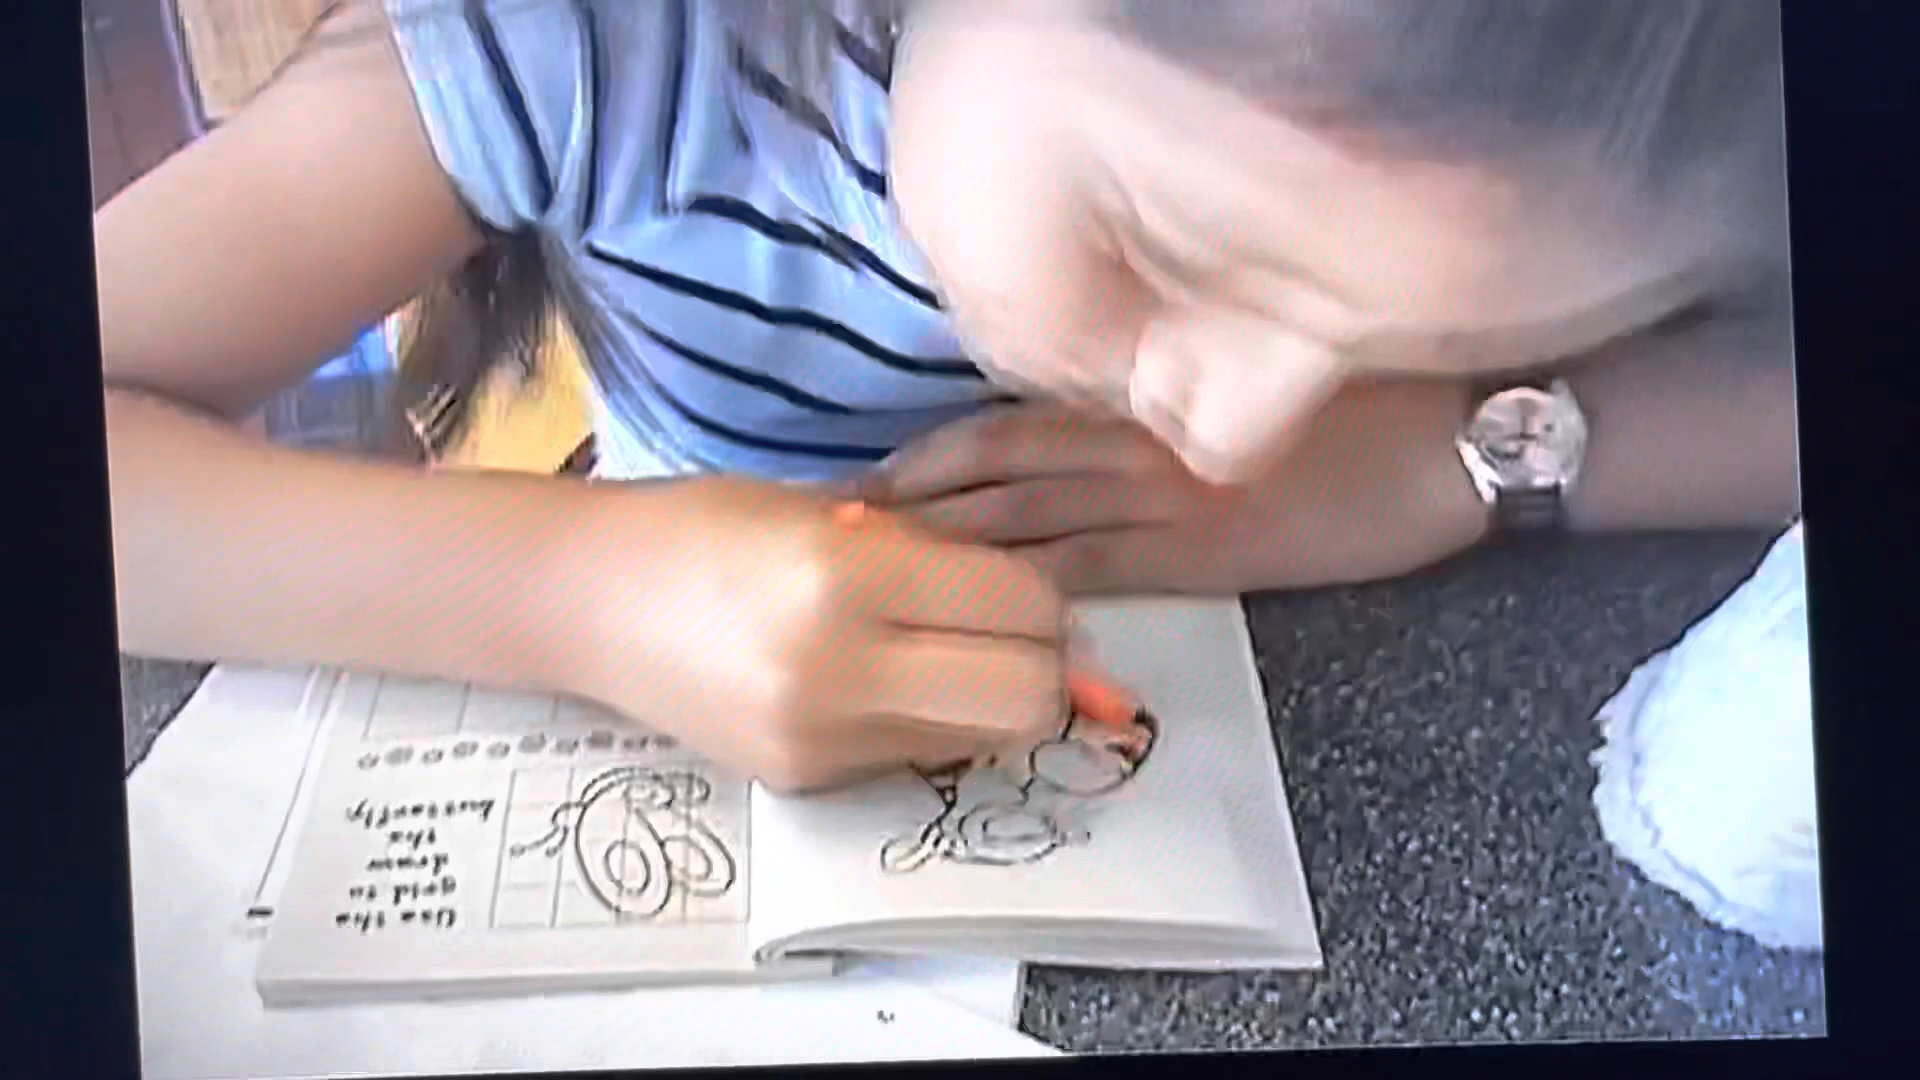 Use the
grid to
draw
the
butterfly